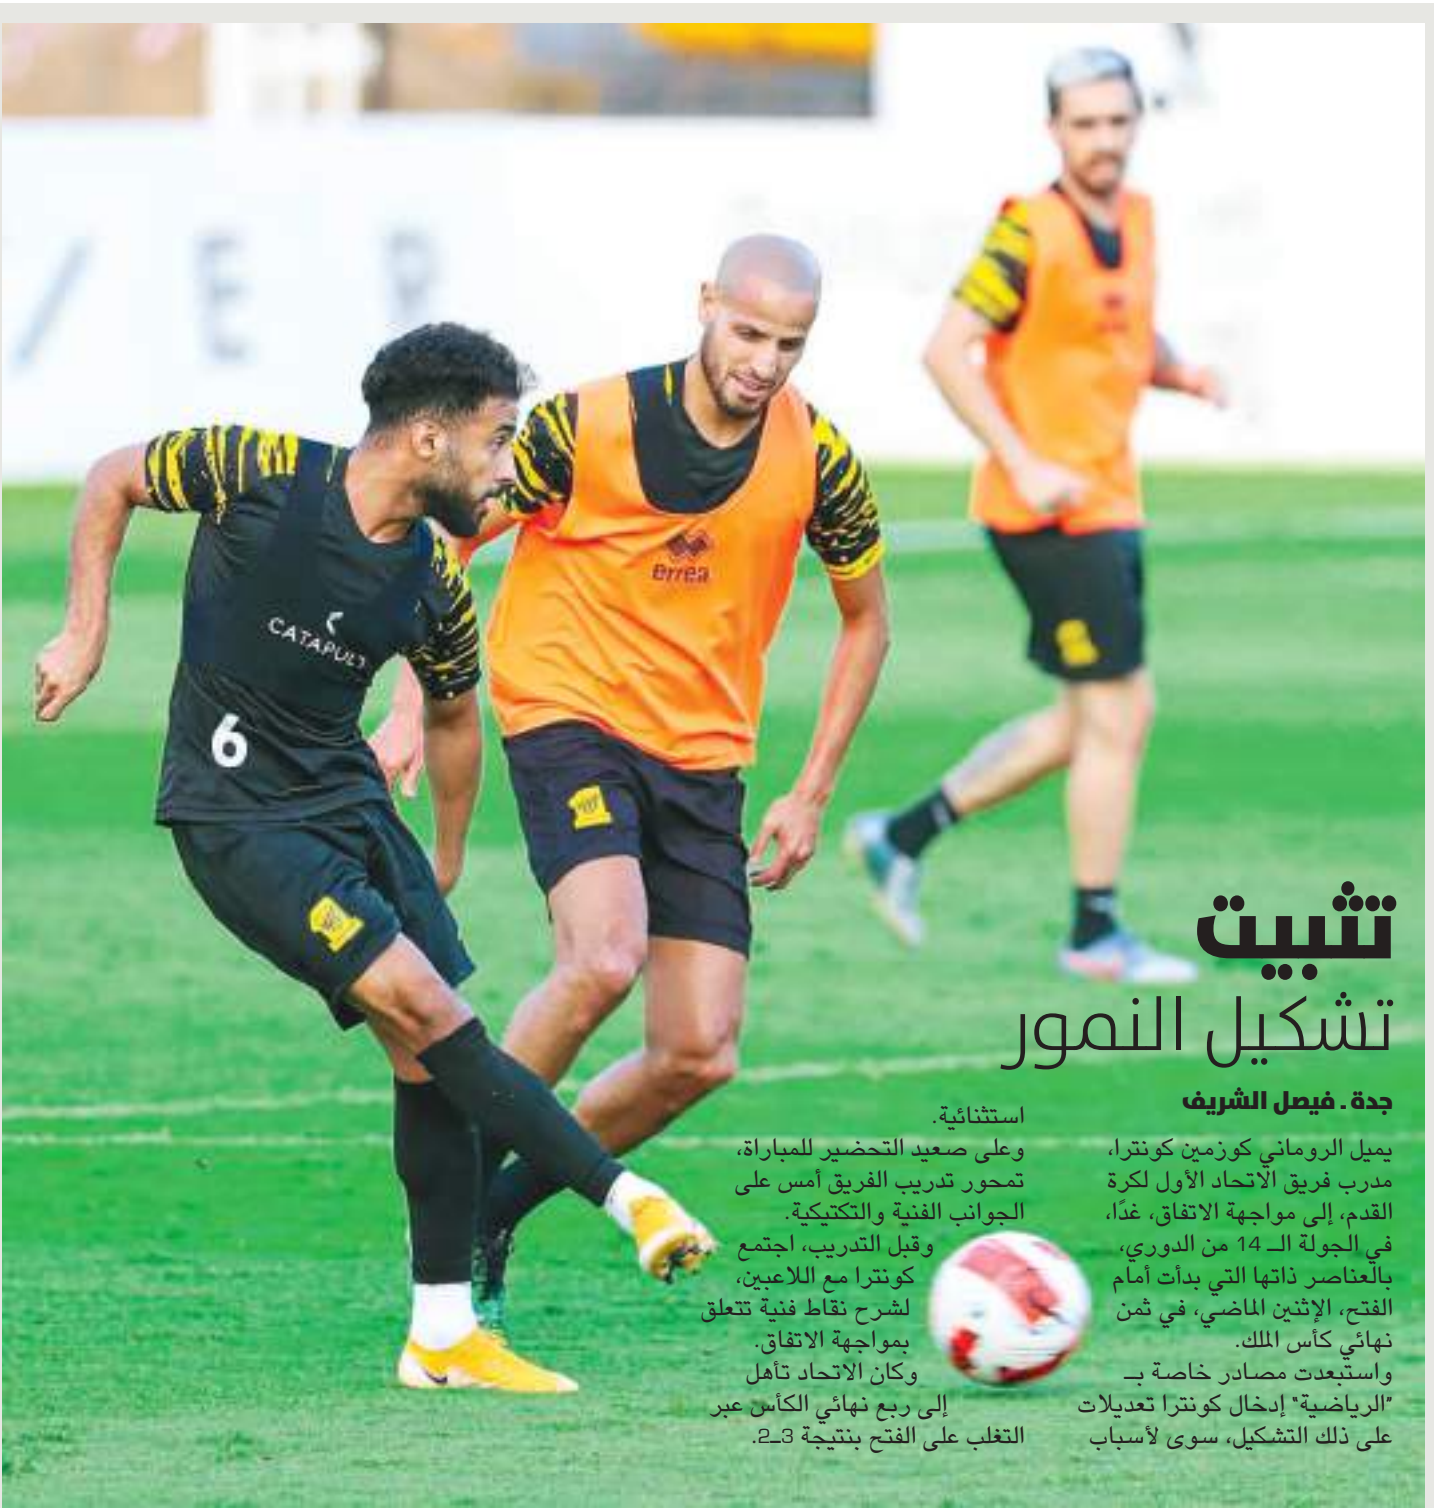 تثبيت
تشكيل النمور
جدة ـ فيصل الشريف
يميل الروماني كوزمين كونترا،
مدرب فريق الاتحاد الأول لكرة
القدم، إلى مواجهة الاتفاق، غدًا،
في الجولة الـ 14 من الدوري،
بالعناصر ذاتها التي بدأت أمام
الفتح، الإثنين الماضي، في ثمن
نهائي كأس الملك.
واستبعدت مصادر خاصة بـ
"الرياضية" إدخال كونترا تعديلات
على ذلك التشكيل، سوى لأسباب
استثنائية.
وعلى صعيد التحضير للمباراة،
تمحور تدريب الفريق أمس على
الجوانب الفنية والتكتيكية.
وقبل التدريب، اجتمع
كونترا مع اللاعبين،
لشرح نقاط فنية تتعلق
بمواجهة الاتفاق.
وكان الاتحاد تأهل
إلى ربع نهائي الكأس عبر
التغلب على الفتح بنتيجة 3ـ2.
CATAPULT
6
errea
E R